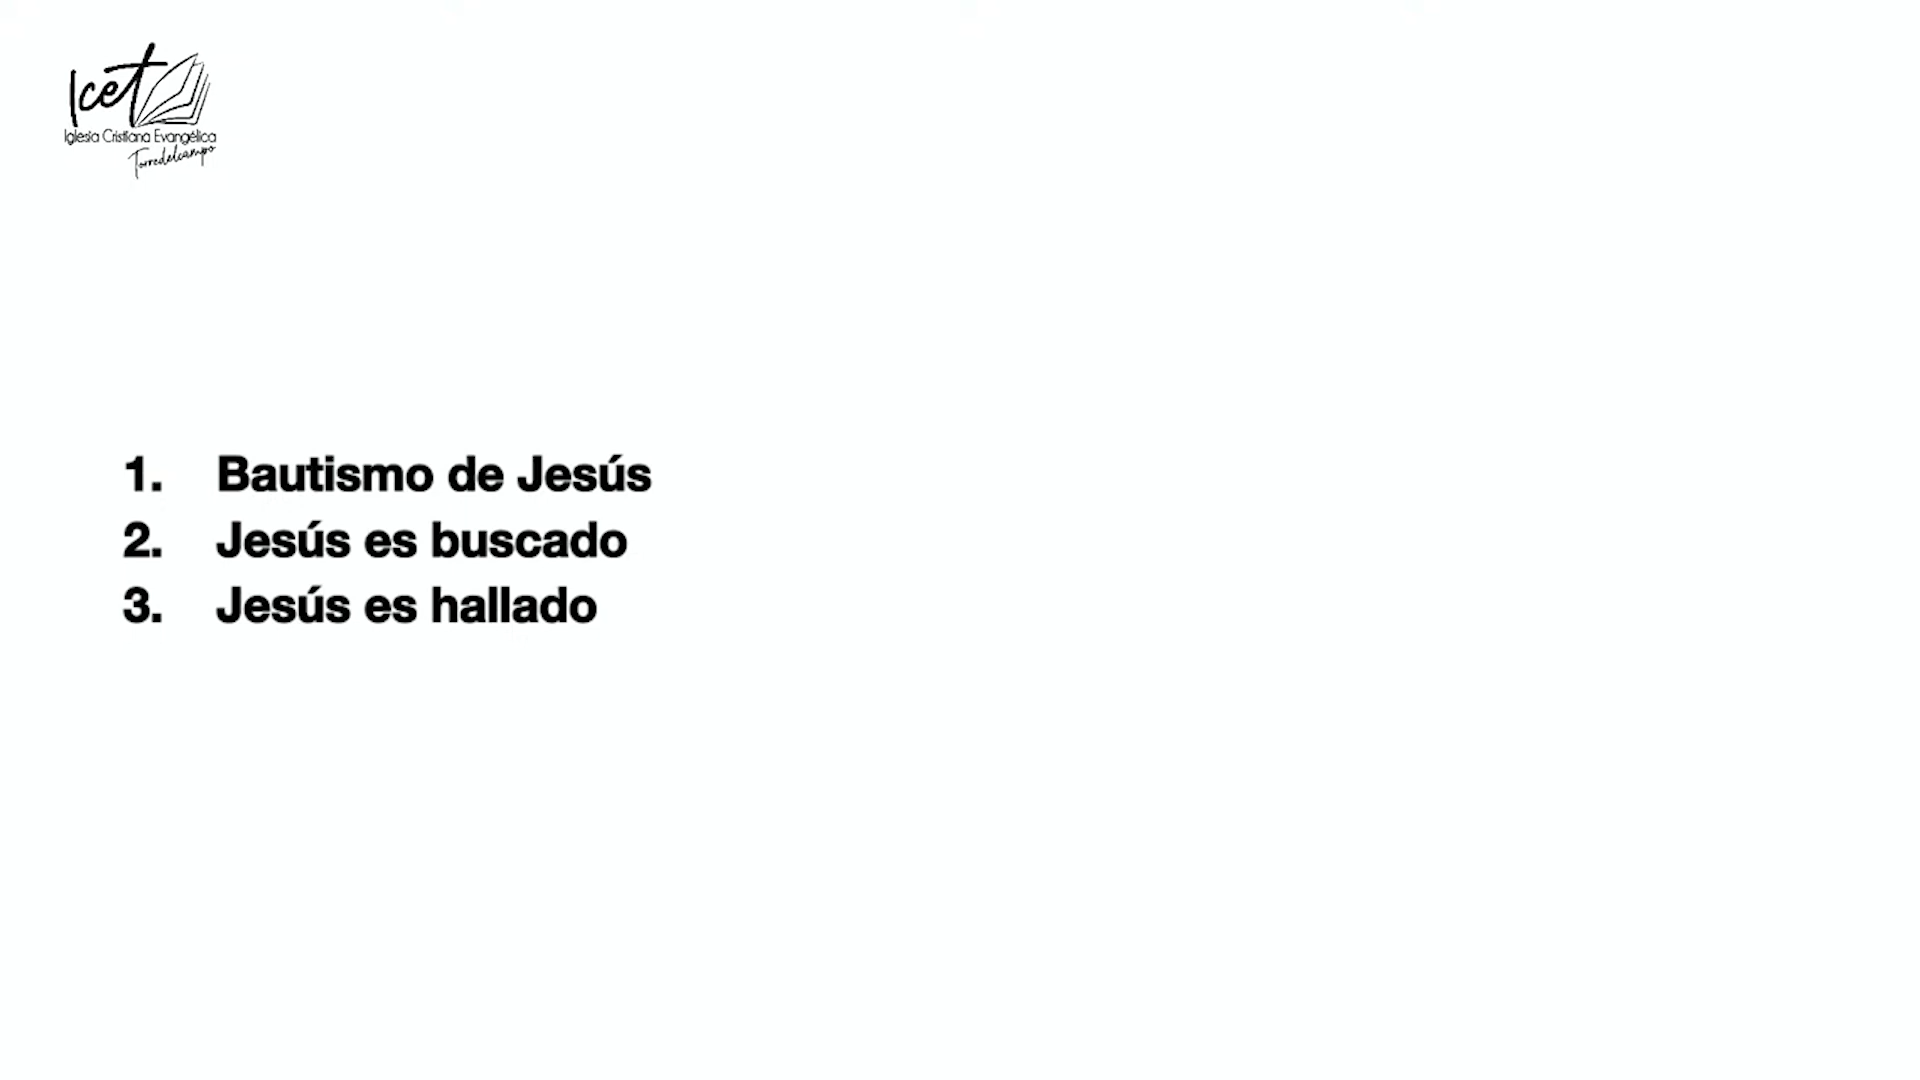 Icet
Iglesia Cristiana Evangélica
Torredelcampo
1. Bautismo de Jesús
2. Jesús es buscado
3. Jesús es hallado